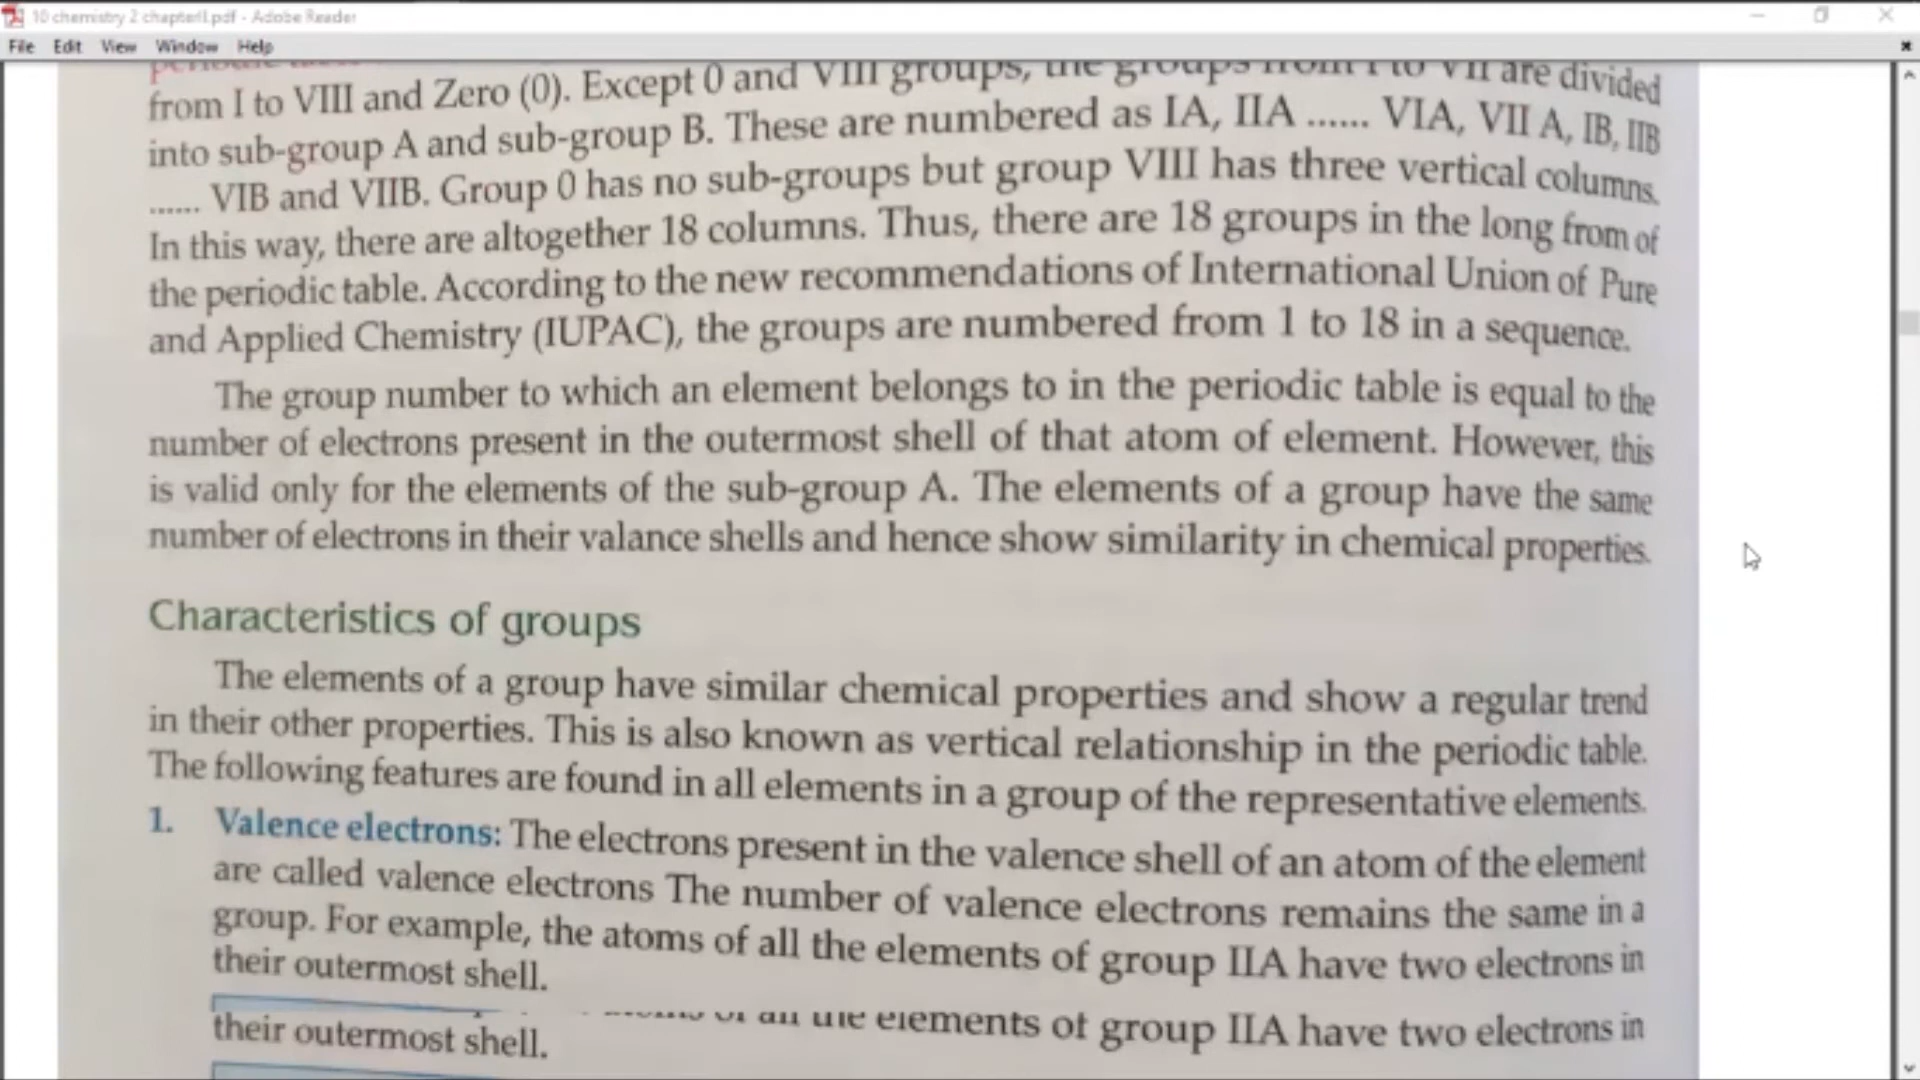 10 chemistry 2 chapterII.pdf - Adobe Reader
File Edit View Window Help
from I to VIII and Zero (0). Except 0 and VIII groups, the groups from I to VII are divided
into sub-group A and sub-group B. These are numbered as IA, IIA ...... VIA, VII A, IB, IIB
...... VIB and VIIB. Group 0 has no sub-groups but group VIII has three vertical columns.
In this way, there are altogether 18 columns. Thus, there are 18 groups in the long from of
the periodic table. According to the new recommendations of International Union of Pure
and Applied Chemistry (IUPAC), the groups are numbered from 1 to 18 in a sequence.
The group number to which an element belongs to in the periodic table is equal to the
number of electrons present in the outermost shell of that atom of element. However, this
is valid only for the elements of the sub-group A. The elements of a group have the same
number of electrons in their valance shells and hence show similarity in chemical properties.
Characteristics of groups
The elements of a group have similar chemical properties and show a regular trend
in their other properties. This is also known as vertical relationship in the periodic table.
The following features are found in all elements in a group of the representative elements.
1. Valence electrons: The electrons present in the valence shell of an atom of the element
are called valence electrons The number of valence electrons remains the same in a
group. For example, the atoms of all the elements of group IIA have two electrons in
their outermost shell.
of all the elements of group IIA have two electrons in
their outermost shell.